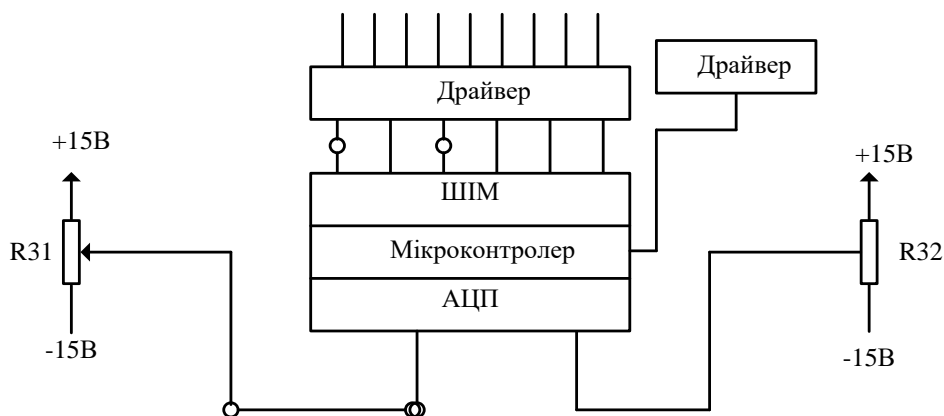 Драйвер
Драйвер
+15В
+15В
ШІМ
R31
Мікроконтролер
R32
АЦП
-15В
-15В